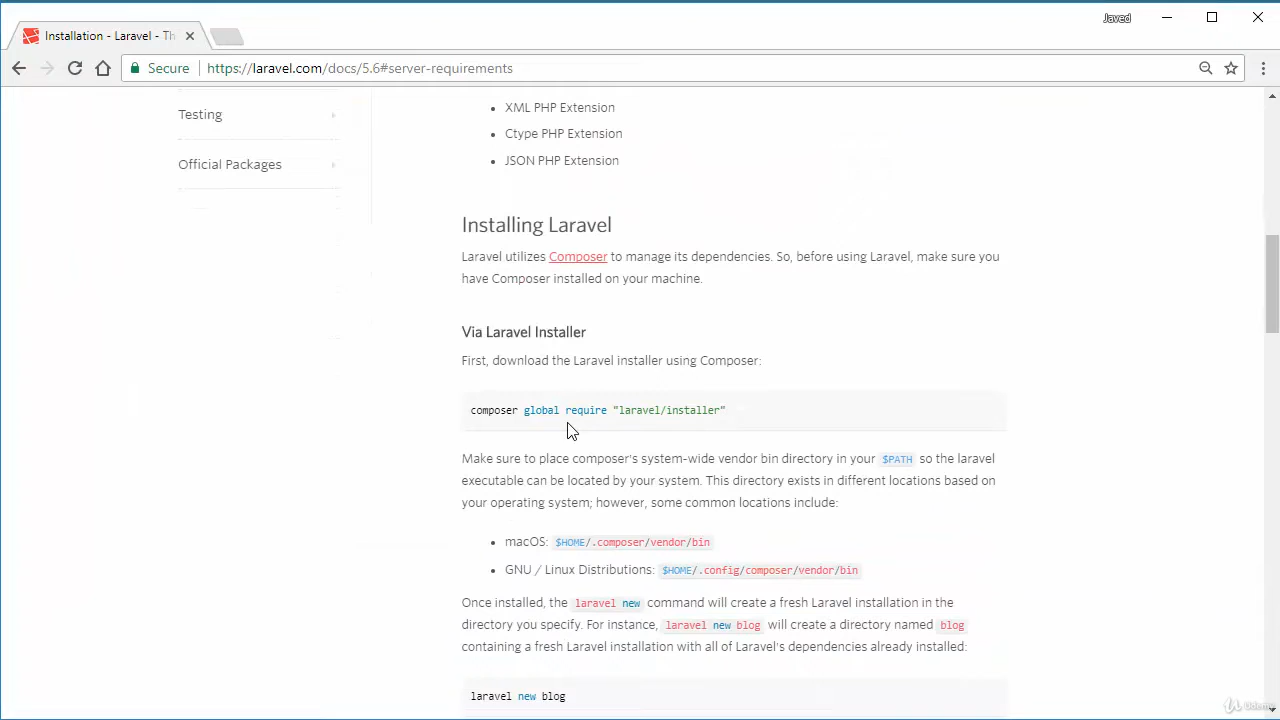 Javed
Installation - Laravel - Th
Secure https://laravel.com/docs/5.6#server-requirements
Testing
Official Packages
XML PHP Extension
Ctype PHP Extension
JSON PHP Extension
Installing Laravel
Laravel utilizes Composer to manage its dependencies. So, before using Laravel, make sure you
have Composer installed on your machine.
Via Laravel Installer
First, download the Laravel installer using Composer:
composer global require "laravel/installer"
Make sure to place composer's system-wide vendor bin directory in your $PATH so the laravel
executable can be located by your system. This directory exists in different locations based on
your operating system; however, some common locations include:
macOS: $HOME/.composer/vendor/bin
GNU / Linux Distributions: $HOME/.config/composer/vendor/bin
Once installed, the laravel new command will create a fresh Laravel installation in the
directory you specify. For instance, laravel new blog will create a directory named blog
containing a fresh Laravel installation with all of Laravel's dependencies already installed:
laravel new blog
Udemy